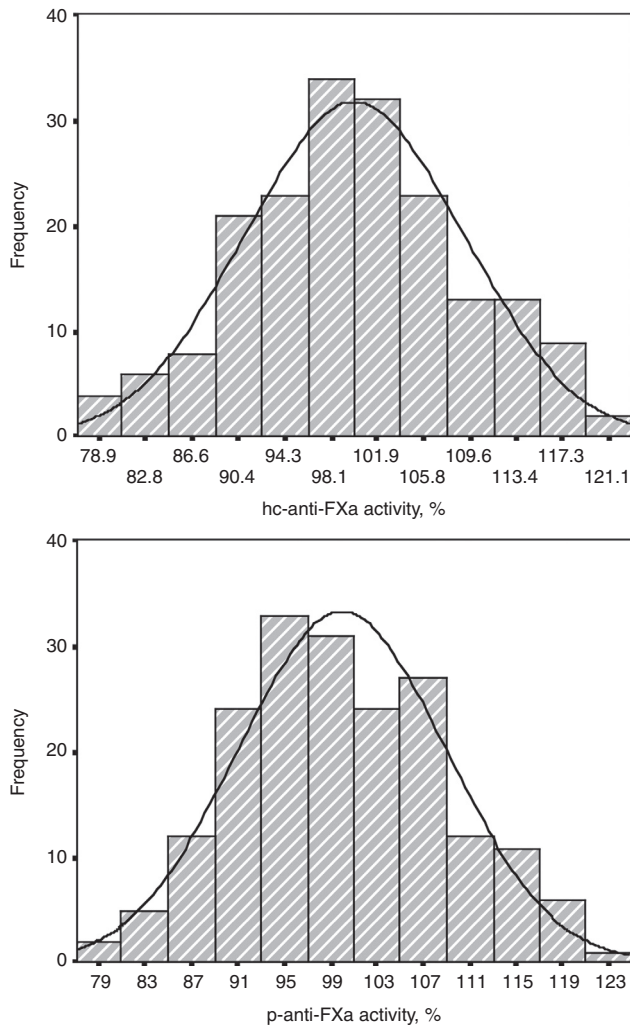 40
30
20
10
0
Frequency
78.9 86.6 94.3 101.9 109.6 117.3
82.8 90.4 98.1 105.8 113.4 121.1
hc-anti-FXa activity, %
40
30
20
10
0
Frequency
79 83 87 91 95 99 103 107 111 115 119 123
p-anti-FXa activity, %